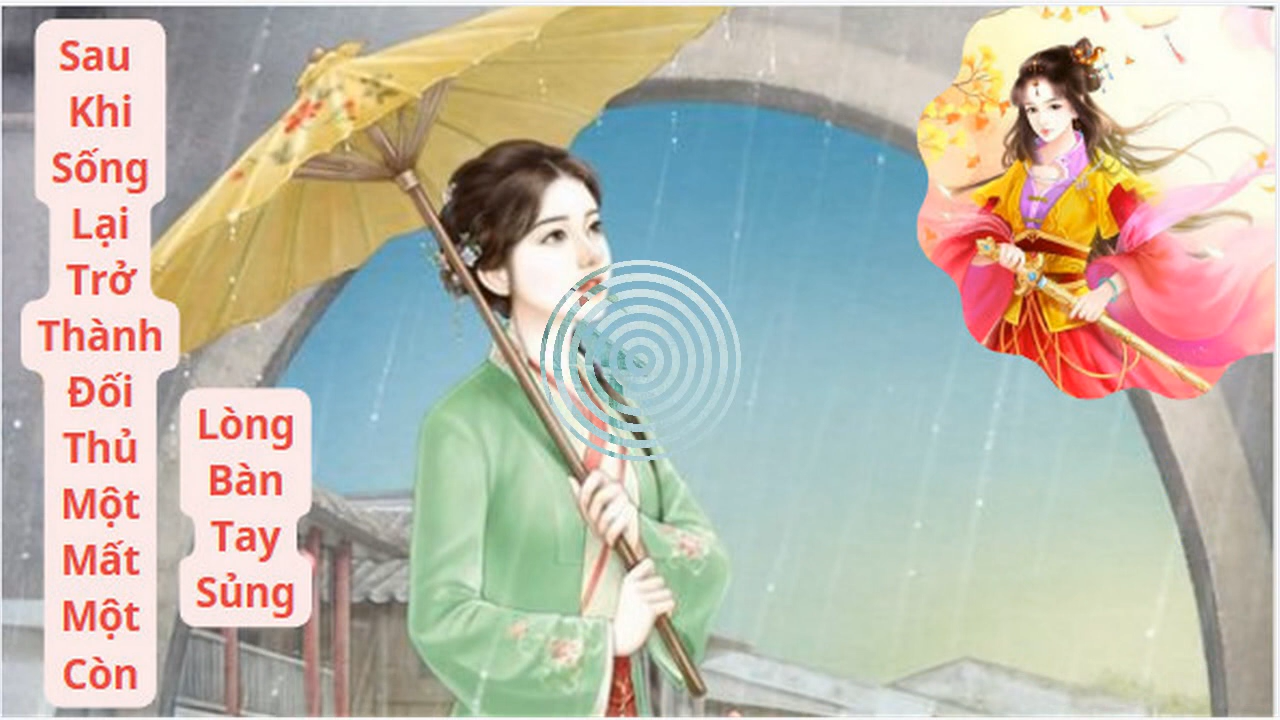 Sau
Khi
Sống
Lại
Trở
Thành
Đối
Thủ
Một
Mất
Một
Còn
Lòng
Bàn
Tay
Sủng